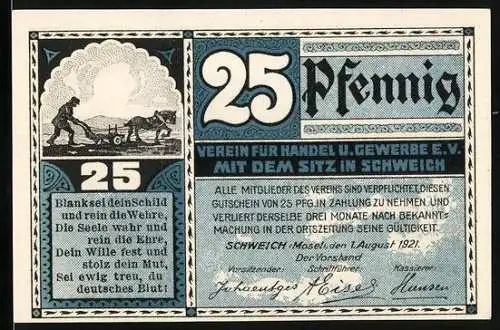 25
Blank sei dein Schild
und rein die Wehre,
Die Seele wahr und
rein die Ehre,
Dein Wille fest und
stolz dein Mut,
Sei ewig treu, du
deutsches Blut!
25 Pfennig
VEREIN FÜR HANDEL U. GEWERBE E.V.
MIT DEM SITZ IN SCHWEICH
ALLE MITGLIEDER DES VEREINS SIND VERPFLICHTET, DIESEN
GUTSCHEIN VON 25 PFG. IN ZAHLUNG ZU NEHMEN, UND
VERLIERT DERSELBE DREI MONATE NACH BEKANNT-
MACHUNG IN DER ORTSZEITUNG SEINE GÜLTIGKEIT.
SCHWEICH (Mosel), den 1. August 1921.
Der Vorstand
Vorsitzender: Schriftführer: Kassierer:
A Eisel Hansen